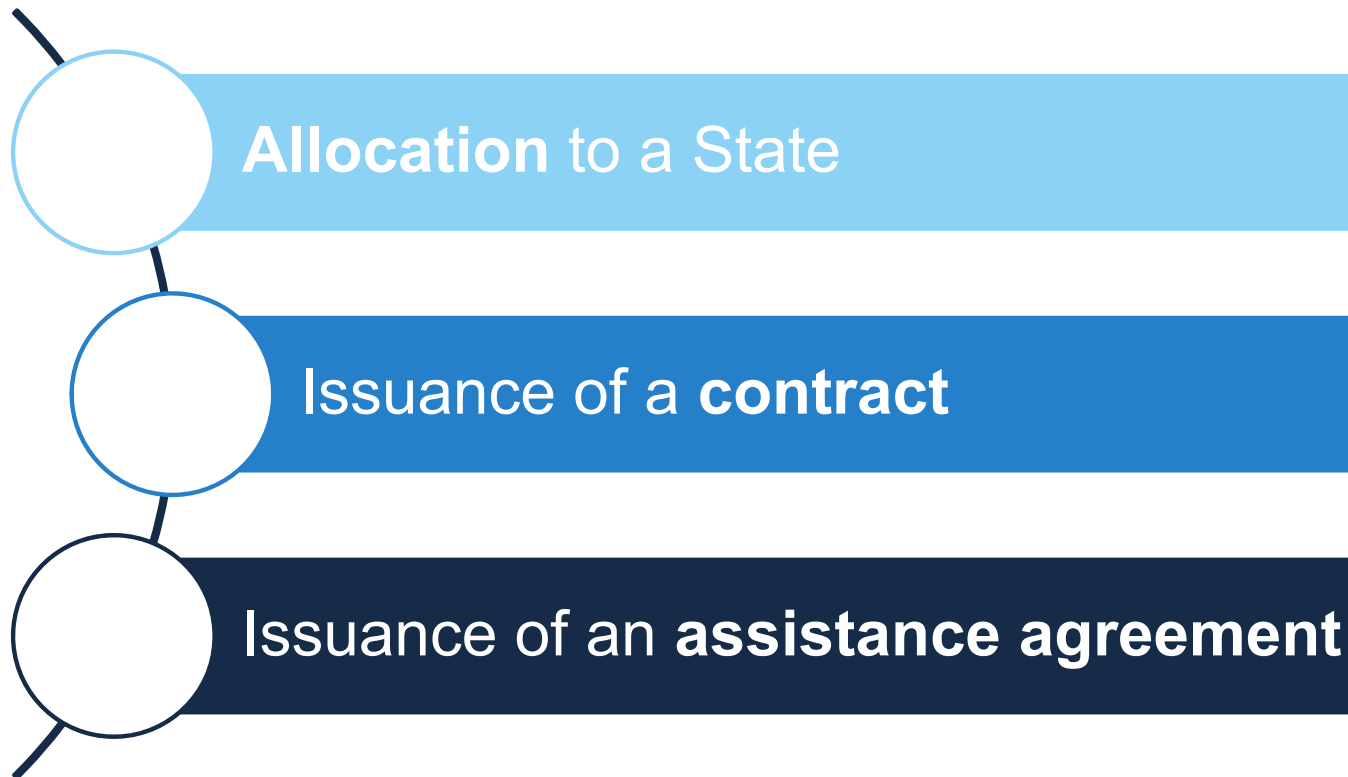 Allocation to a State
Issuance of a contract
Issuance of an assistance agreement